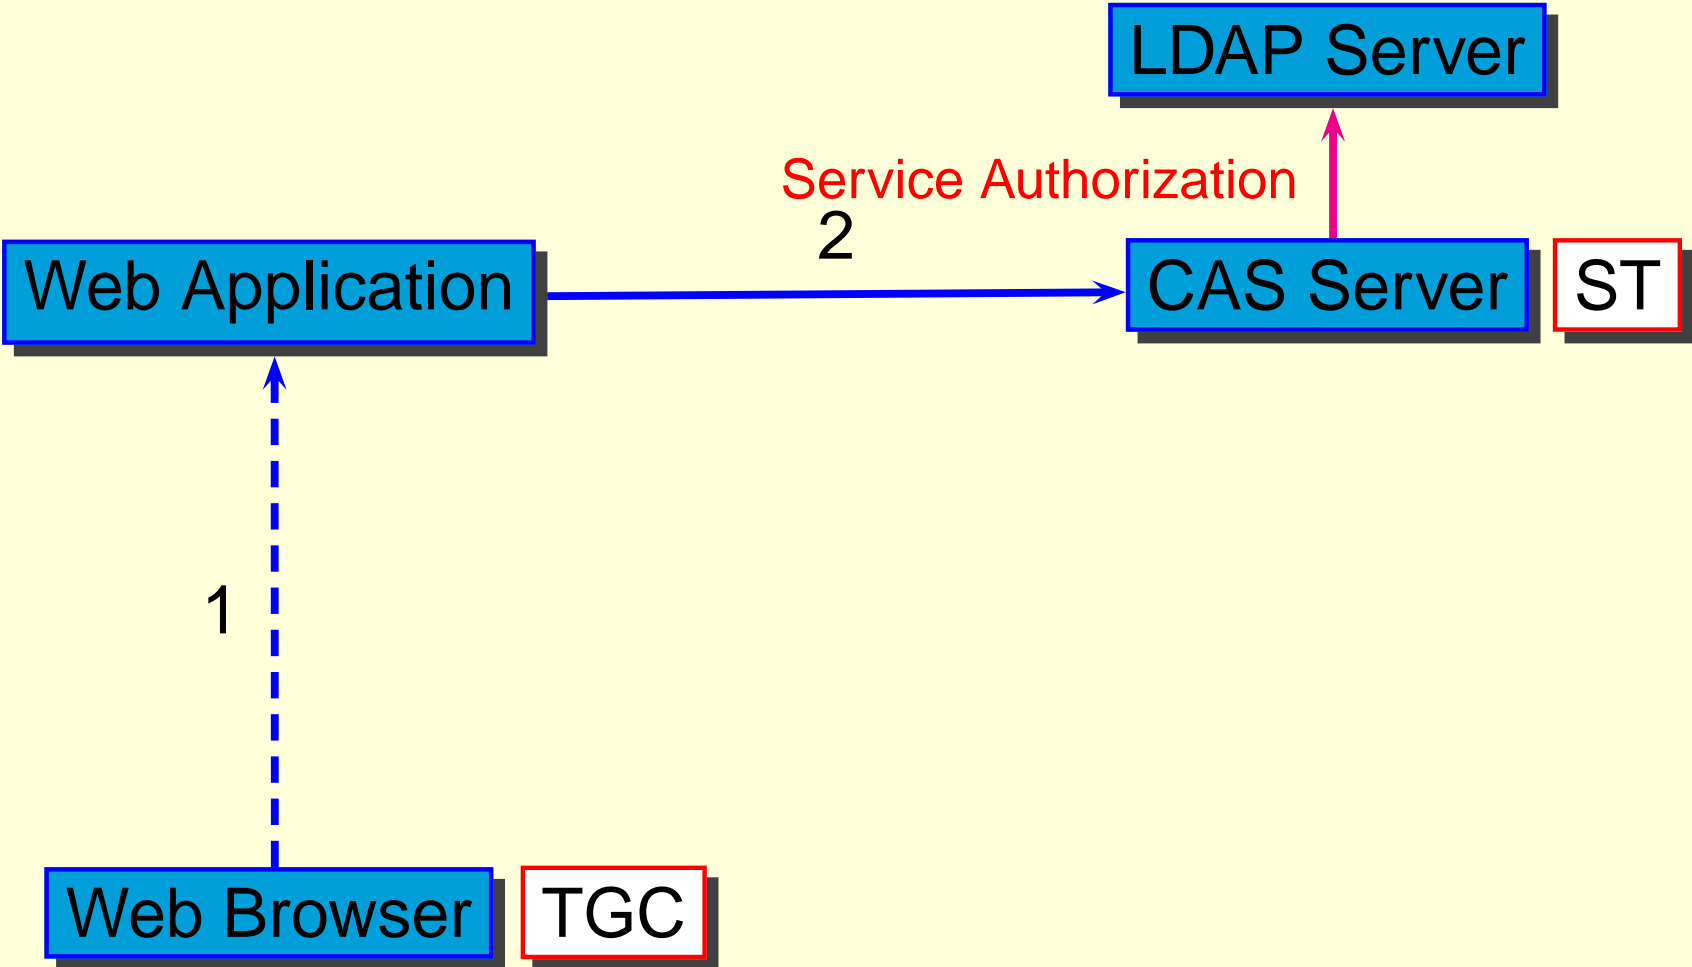 LDAP Server
Service Authorization
2
Web Application
CAS Server
ST
1
Web Browser
TGC